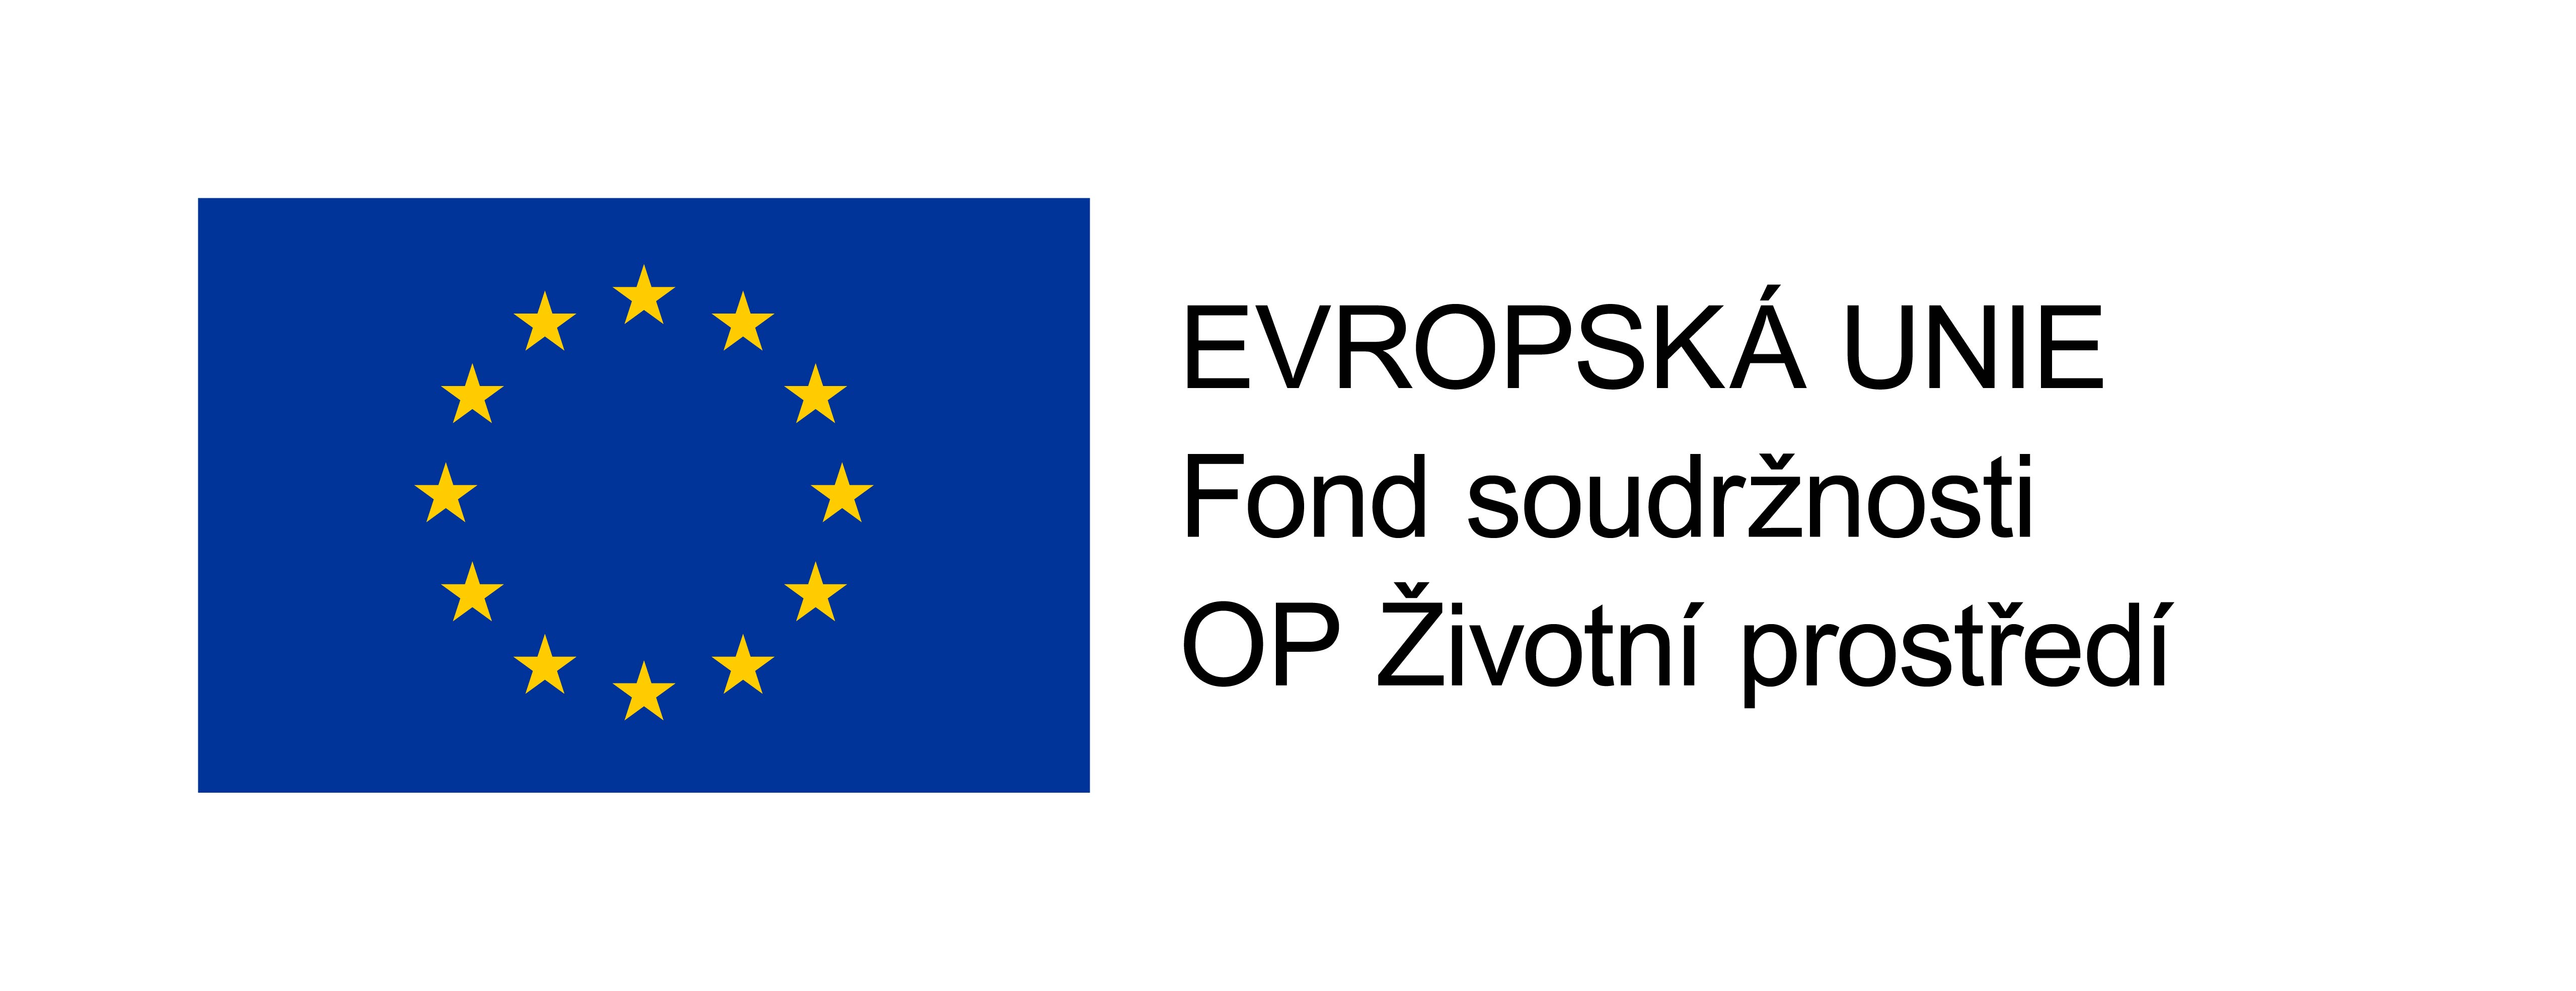 EVROPSKÁ UNIE
Fond soudržnosti
OP Životní prostředí